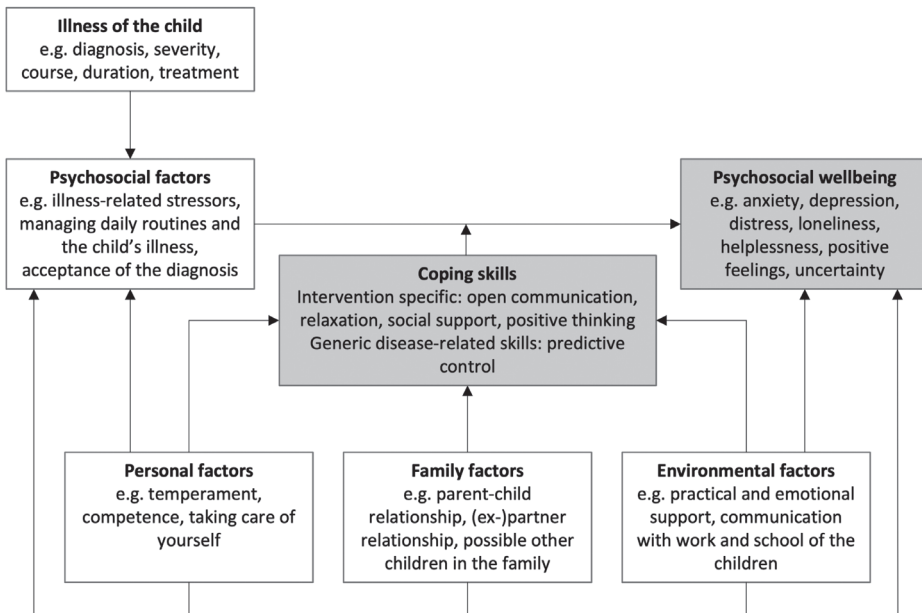 Illness of the child
e.g. diagnosis, severity,
course, duration, treatment
Psychosocial factors
e.g. illness-related stressors,
managing daily routines and
the child's illness,
acceptance of the diagnosis
Psychosocial wellbeing
e.g. anxiety, depression,
distress, loneliness,
helplessness, positive
feelings, uncertainty
Coping skills
Intervention specific: open communication,
relaxation, social support, positive thinking
Generic disease-related skills: predictive
control
Personal factors
e.g. temperament,
competence, taking care of
yourself
Family factors
e.g. parent-child
relationship, (ex-)partner
relationship, possible other
children in the family
Environmental factors
e.g. practical and emotional
support, communication
with work and school of the
children